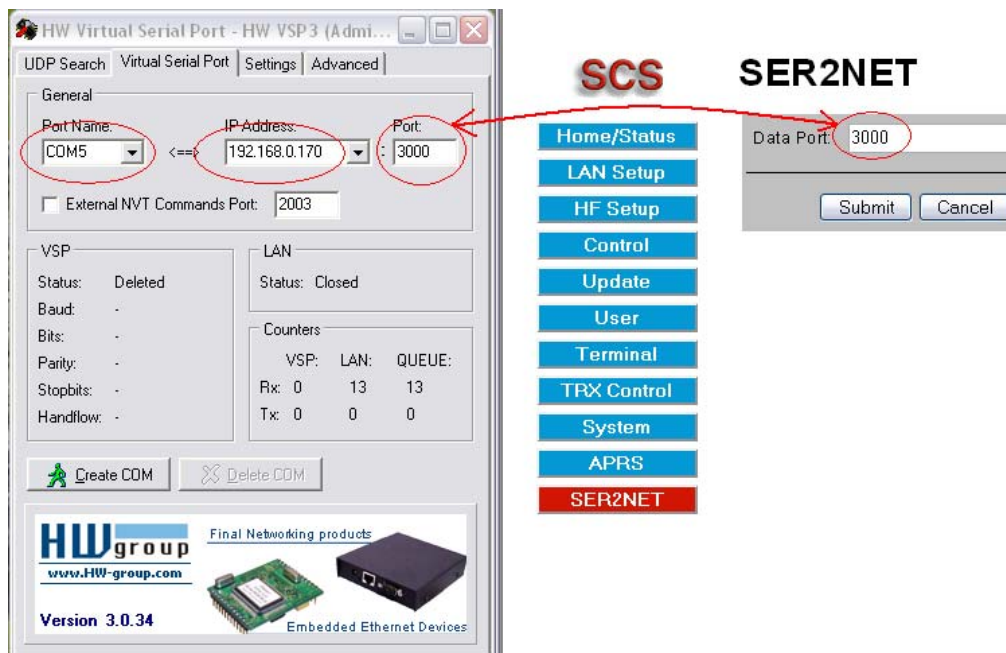 HW Virtual Serial Port - HW VSP3 (Admi...
UDP Search Virtual Serial Port Settings Advanced
General
Port Name: IP Address: Port:
COM5 <==> 192.168.0.170 : 3000
External NVT Commands Port: 2003
VSP
Status: Deleted
Baud: -
Bits: -
Parity: -
Stopbits: -
Handflow: -
LAN
Status: Closed
Counters
VSP: LAN: QUEUE:
Rx: 0 13 13
Tx: 0 0 0
Create COM Delete COM
HW group
www.HW-group.com
Version 3.0.34
Final Networking products
Embedded Ethernet Devices
SCS
Home/Status
LAN Setup
HF Setup
Control
Update
User
Terminal
TRX Control
System
APRS
SER2NET
SER2NET
Data Port: 3000
Submit Cancel